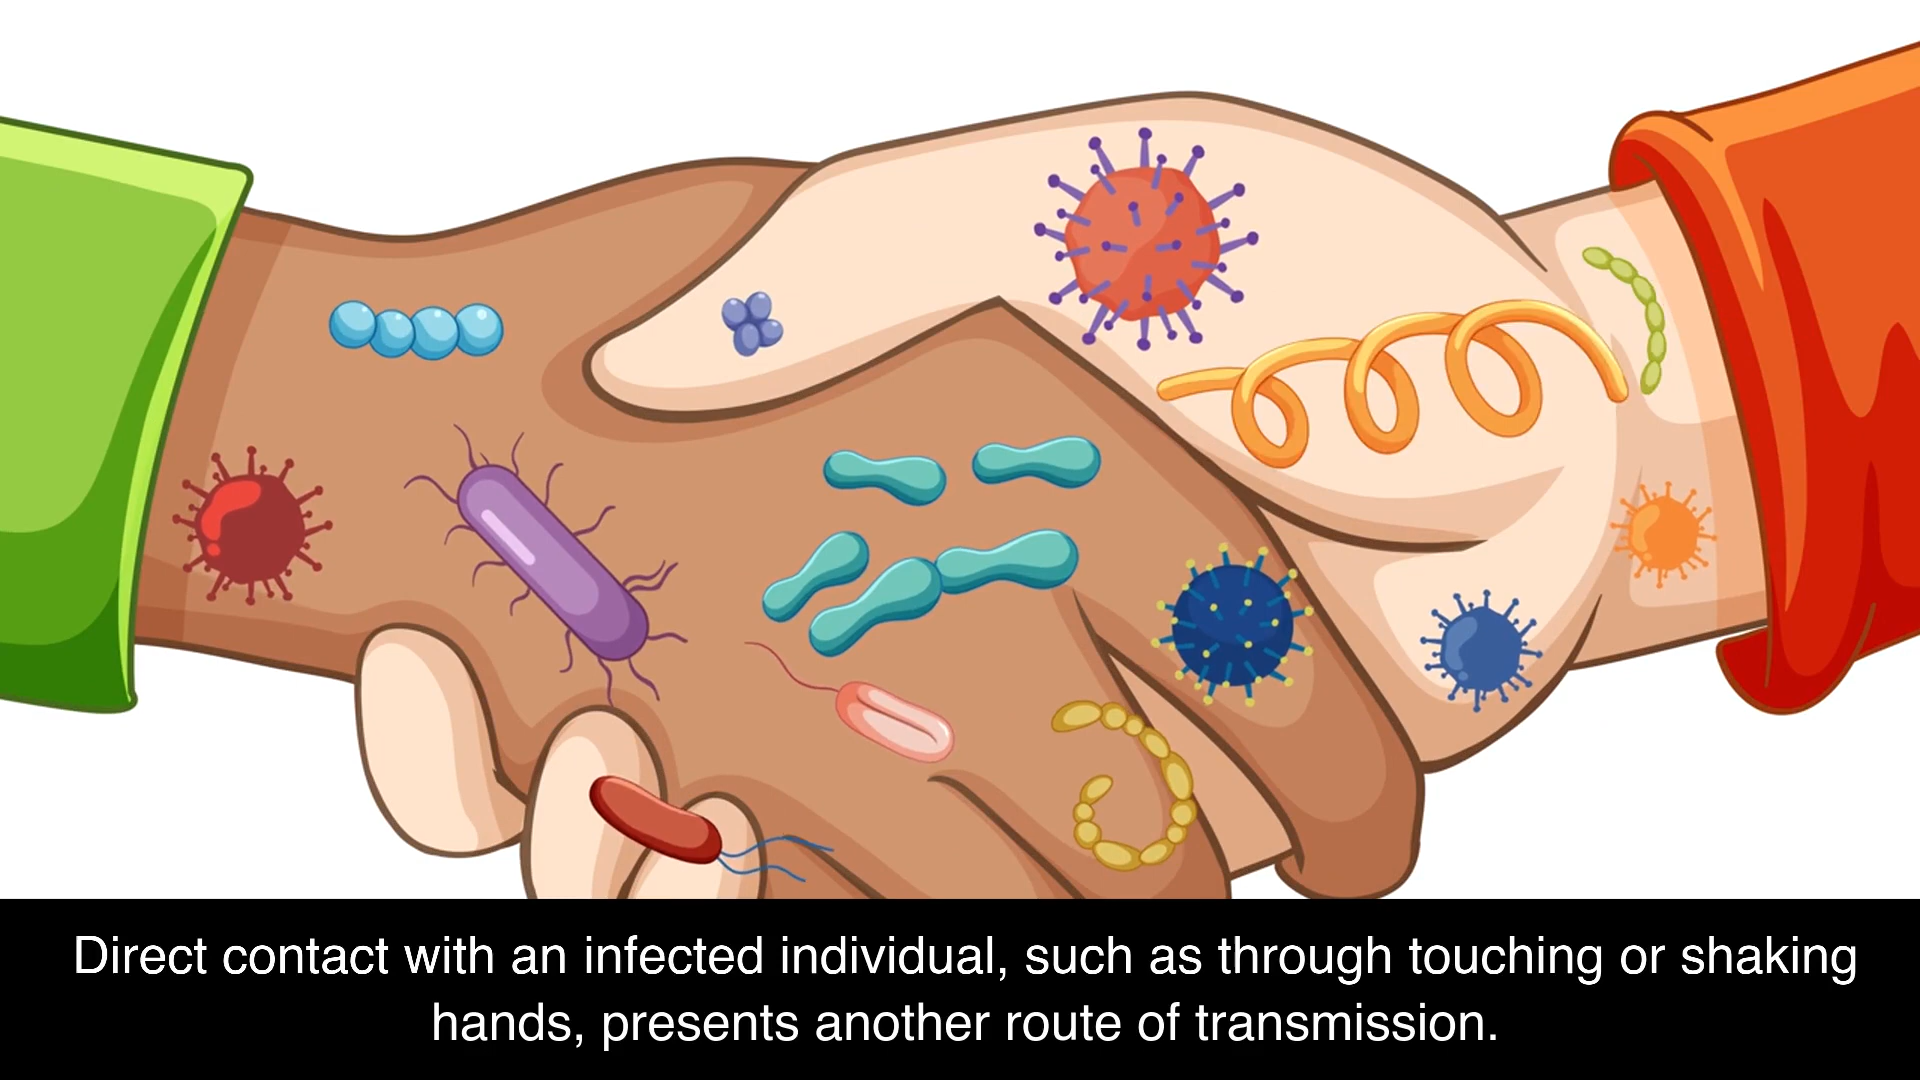 Direct contact with an infected individual, such as through touching or shaking
hands, presents another route of transmission.